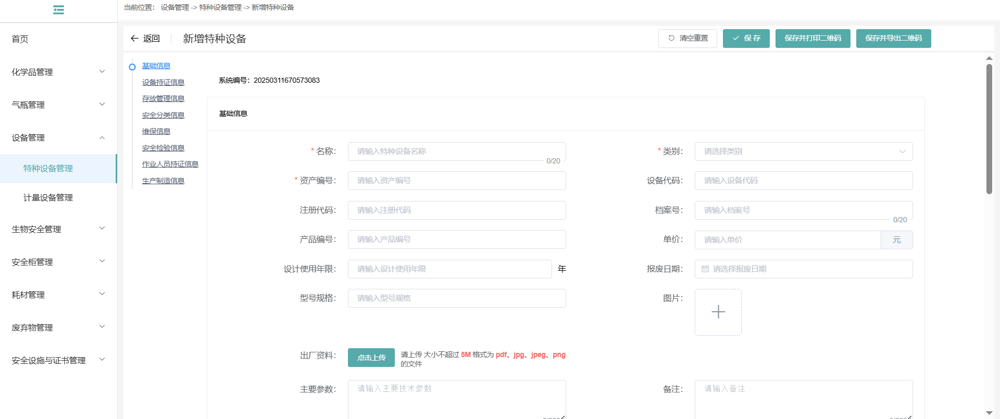 当前位置： 设备管理 -> 特种设备管理 -> 新增特种设备
首页
化学品管理
气瓶管理
设备管理
特种设备管理
计量设备管理
生物安全管理
安全柜管理
耗材管理
废弃物管理
安全设施与证书管理
返回
新增特种设备
清空重置
保 存
保存并打印二维码
保存并导出二维码
基础信息
设备持证信息
存放管理信息
安全分类信息
维保信息
安全检验信息
作业人员持证信息
生产制造信息
系统编号：20250311670573083
基础信息
* 名称： 请输入特种设备名称 0/20
* 类别： 请选择类别
* 资产编号： 请输入资产编号
设备代码： 请输入设备代码
注册代码： 请输入注册代码
档案号： 请输入档案号 0/20
产品编号： 请输入产品编号
单价： 请输入单价 元
设计使用年限： 请输入设计使用年限 年
报废日期： 请选择报废日期
型号规格： 请输入型号规格
图片：
出厂资料： 点击上传 请上传 大小不超过 5M 格式为 pdf、jpg、jpeg、png
的文件
主要参数： 请输入主要技术参数
备注： 请输入备注